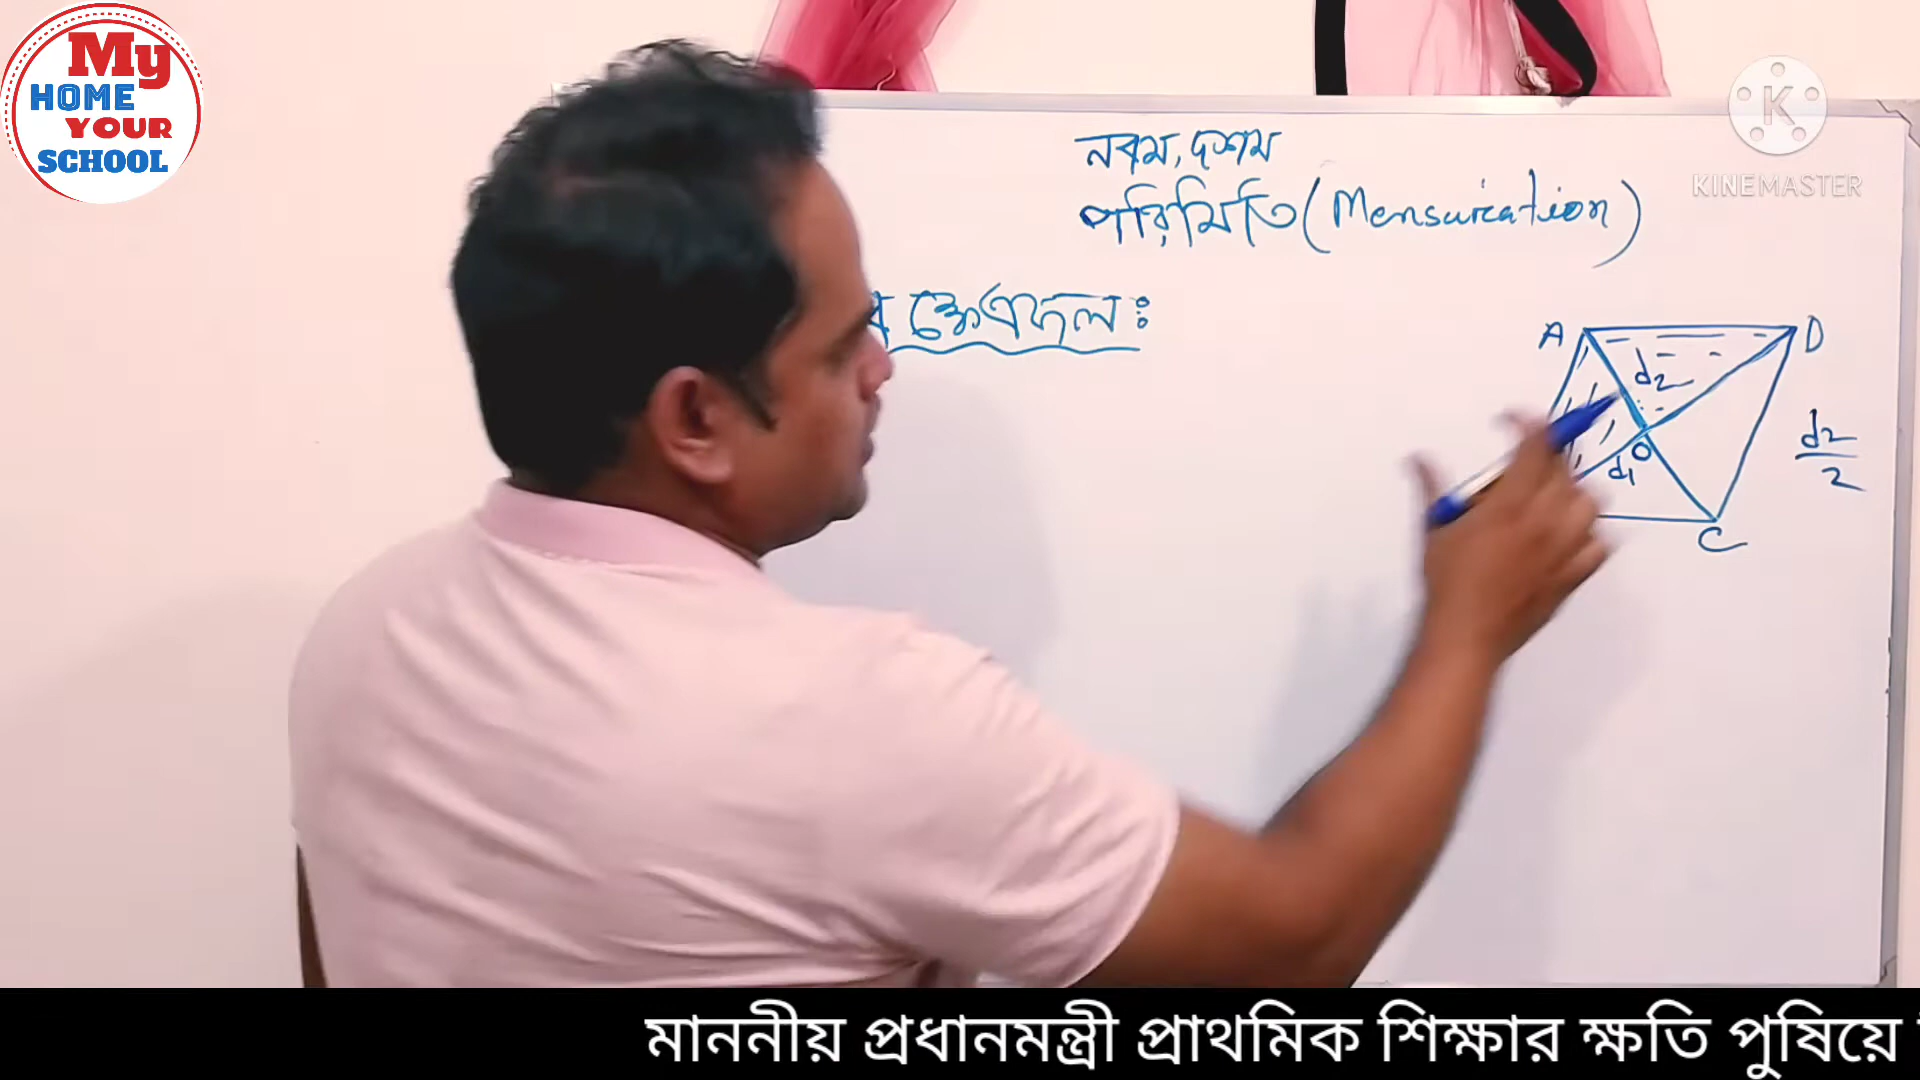 My
HOME
YOUR
SCHOOL
KINEMASTER
নবম, দশম
পরিমিতি (Mensuration)
ক্ষেত্রফল ঃ
A
D
d2
O
d1
C
d2
2
মাননীয় প্রধানমন্ত্রী প্রাথমিক শিক্ষার ক্ষতি পুষিয়ে